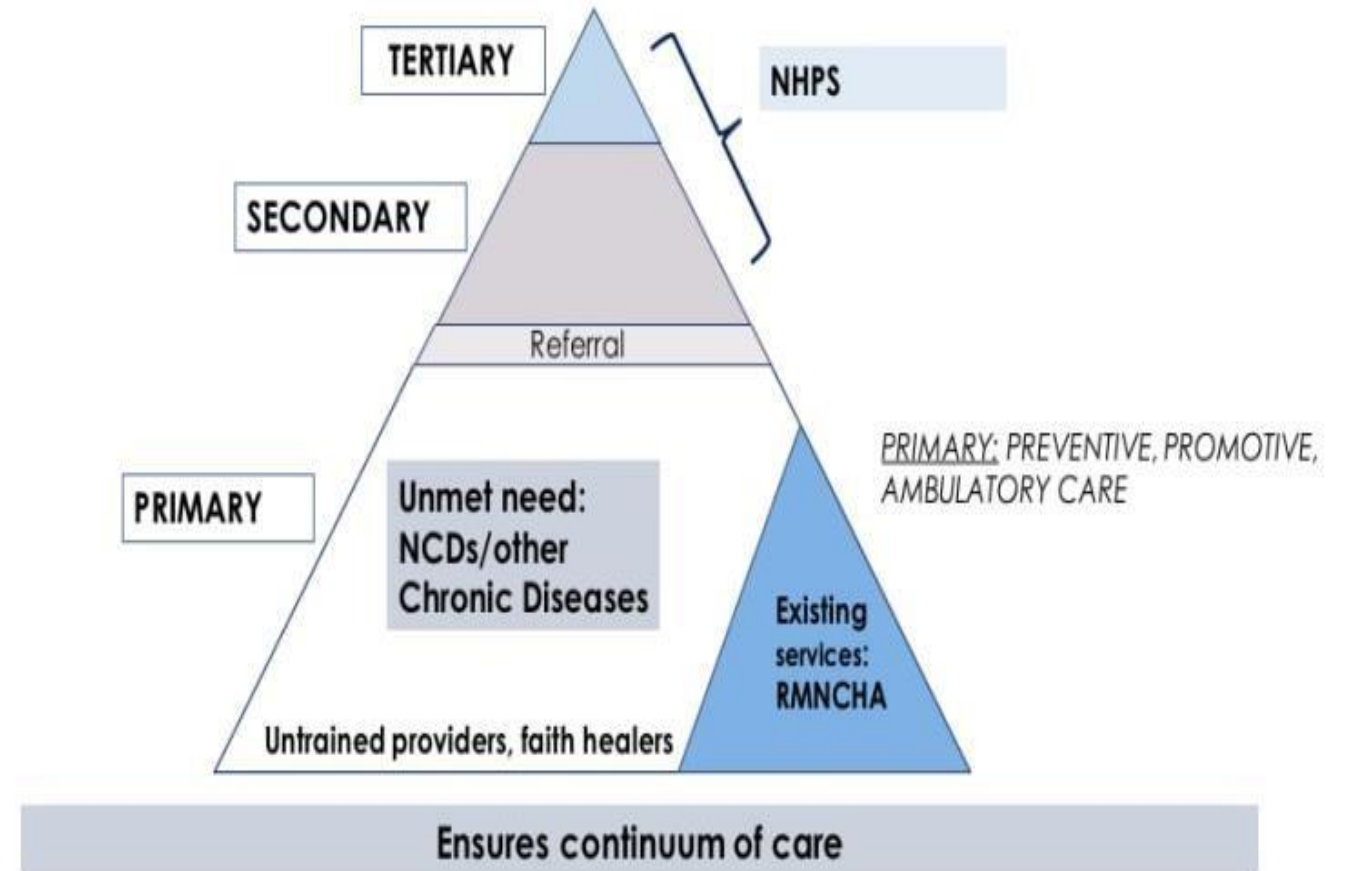 TERTIARY
NHPS
SECONDARY
Referral
PRIMARY: PREVENTIVE, PROMOTIVE,
AMBULATORY CARE
PRIMARY
Unmet need:
NCDs/other
Chronic Diseases
Existing
services:
RMNCHA
Untrained providers, faith healers
Ensures continuum of care